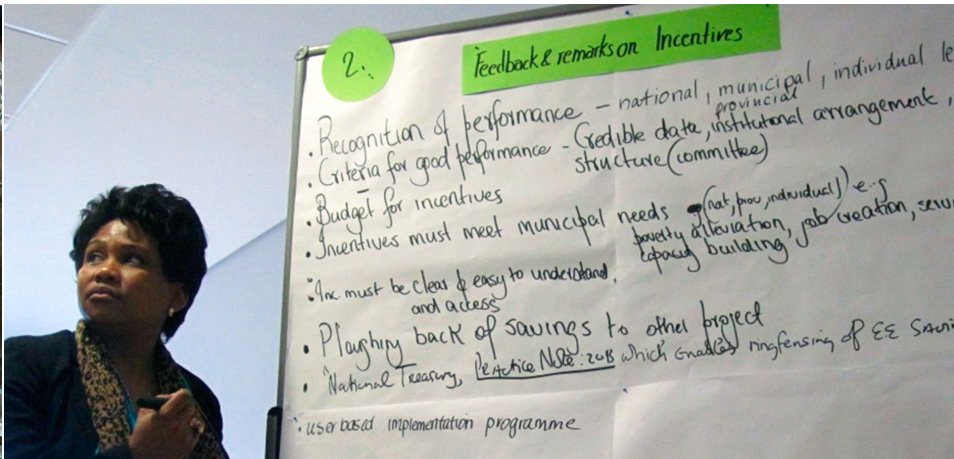 2.
Feedback & remarks on Incentives
. Recognition of performance – national, municipal, individual le
provincial
. Criteria for good performance - Credible data, institutional arrangement,
structure (committee)
. Budget for incentives
. Incentives must meet municipal needs (nat, prov, individual) e.g
poverty alleviation, job creation, serv
capacity building
. Inc must be clear & easy to understand,
and access
. Ploughing back of savings to other project
. National Treasury, Practice Note: which enables ringfensing of EE Savin
. user based implementation programme